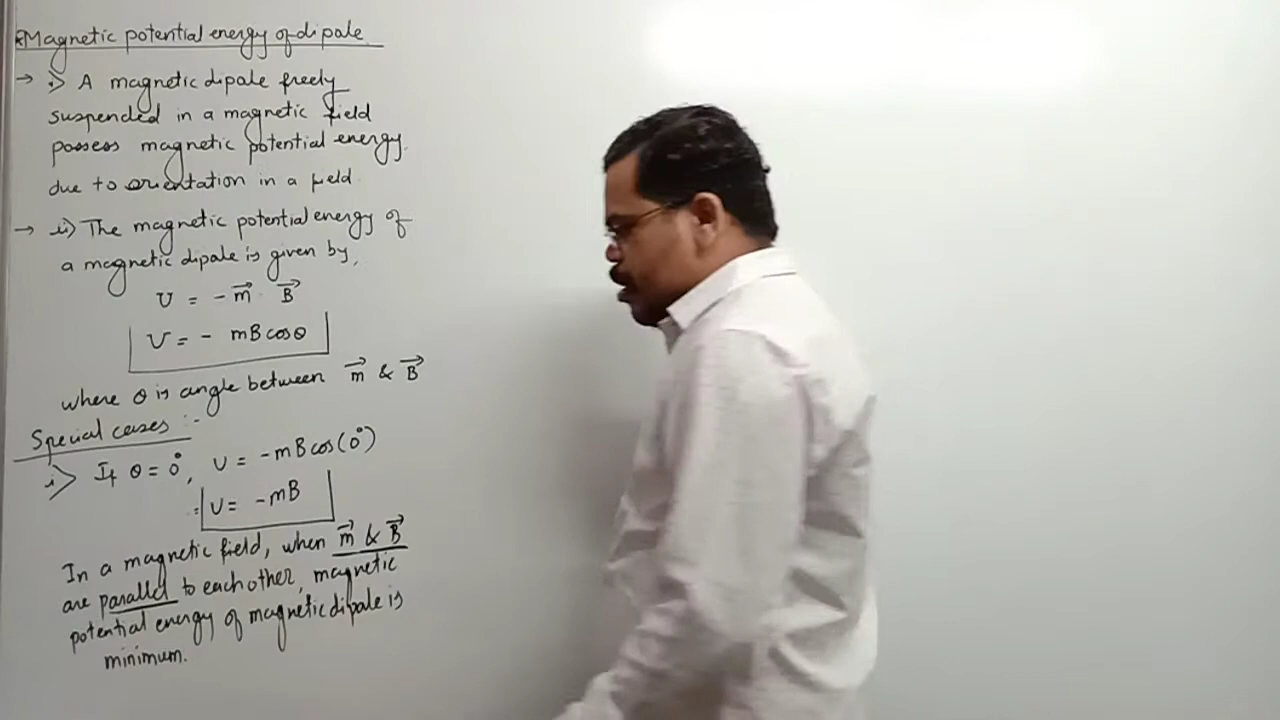 *Magnetic potential energy of dipole
→ i> A magnetic dipole freely
suspended in a magnetic field
possess magnetic potential energy.
due to orientation in a field.
→ ii> The magnetic potential energy of
a magnetic dipole is given by,
U = - m⃗ · B⃗
U = - mB cosθ
where θ is angle between m⃗ & B⃗
Special cases :-
i> If θ = 0°, U = -mB cos(0°)
∴ U = -mB
In a magnetic field, when m⃗ & B⃗
are parallel to each other, magnetic
potential energy of magnetic dipole is
minimum.